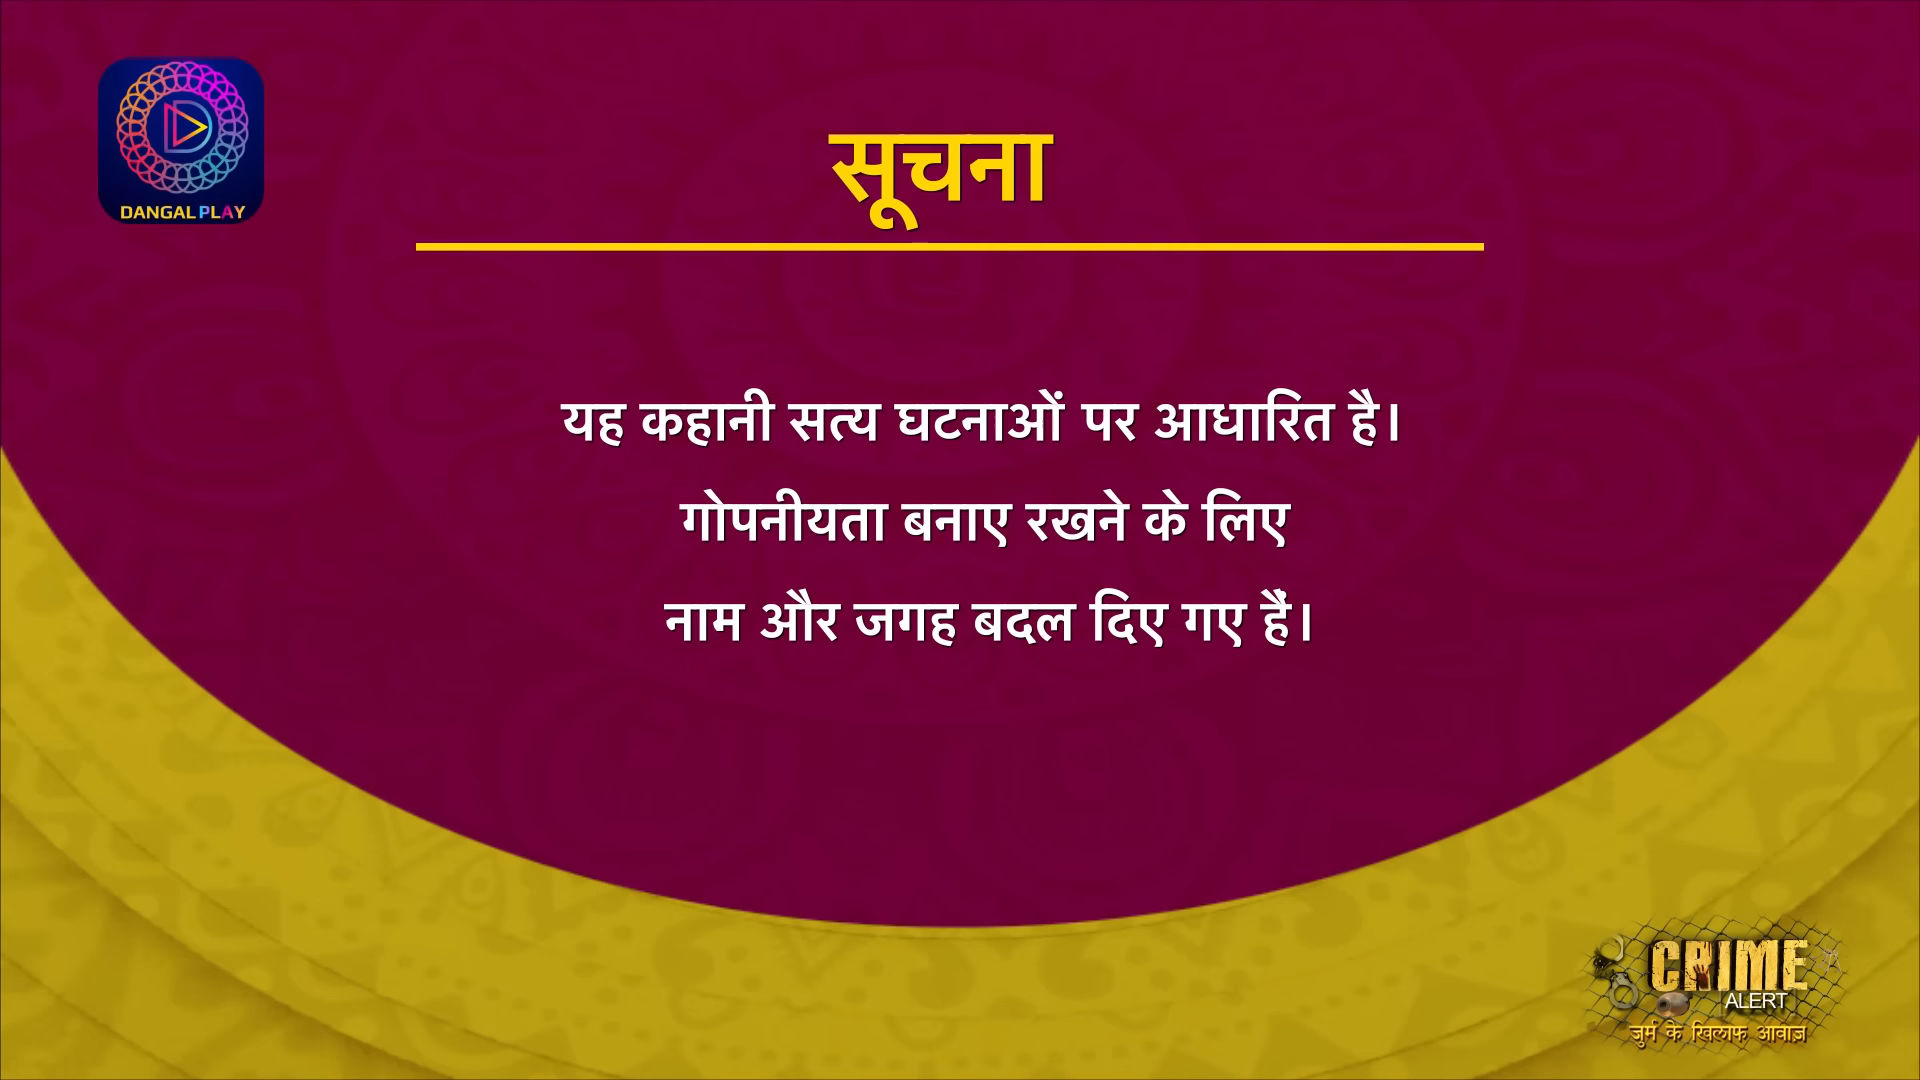 DANGAL PLAY
सूचना
यह कहानी सत्य घटनाओं पर आधारित है।
गोपनीयता बनाए रखने के लिए
नाम और जगह बदल दिए गए हैं।
CRIME
ALERT
जुर्म के खिलाफ आवाज़